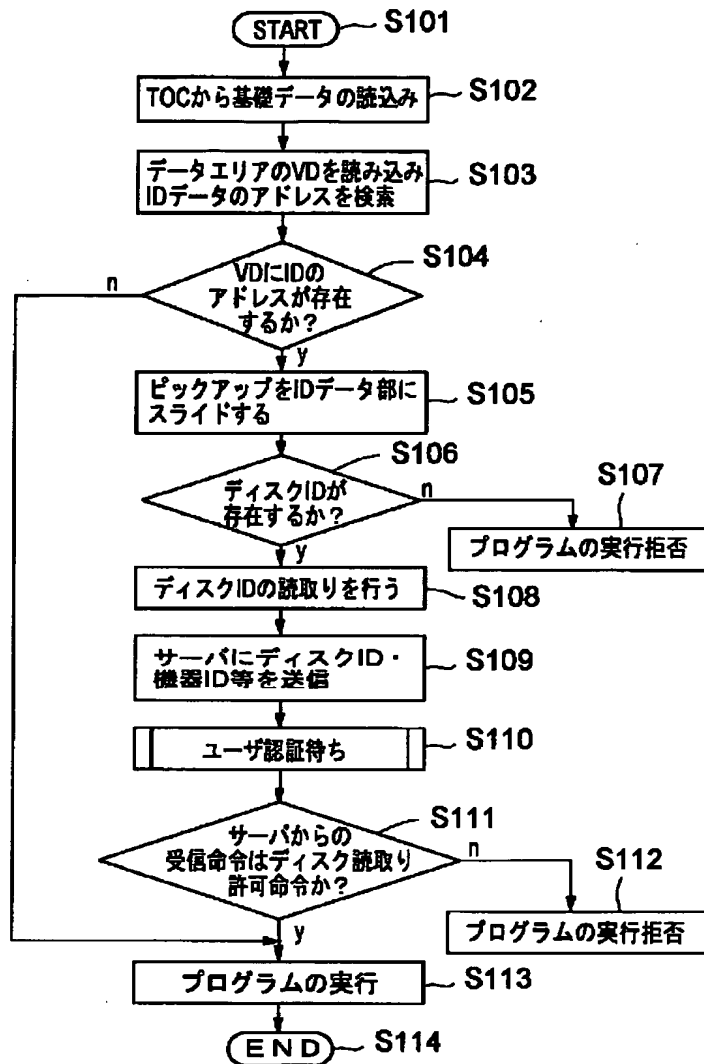 START
S101
TOCから基礎データの読込み
S102
データエリアのVDを読み込み
IDデータのアドレスを検索
S103
S104
VDにIDの
アドレスが存在
するか？
n
y
ピックアップをIDデータ部に
スライドする
S105
S106
ディスクIDが
存在するか？
n
y
S107
プログラムの実行拒否
ディスクIDの読取りを行う
S108
サーバにディスクID・
機器ID等を送信
S109
ユーザ認証待ち
S110
S111
サーバからの
受信命令はディスク読取り
許可命令か？
n
y
S112
プログラムの実行拒否
プログラムの実行
S113
END
S114